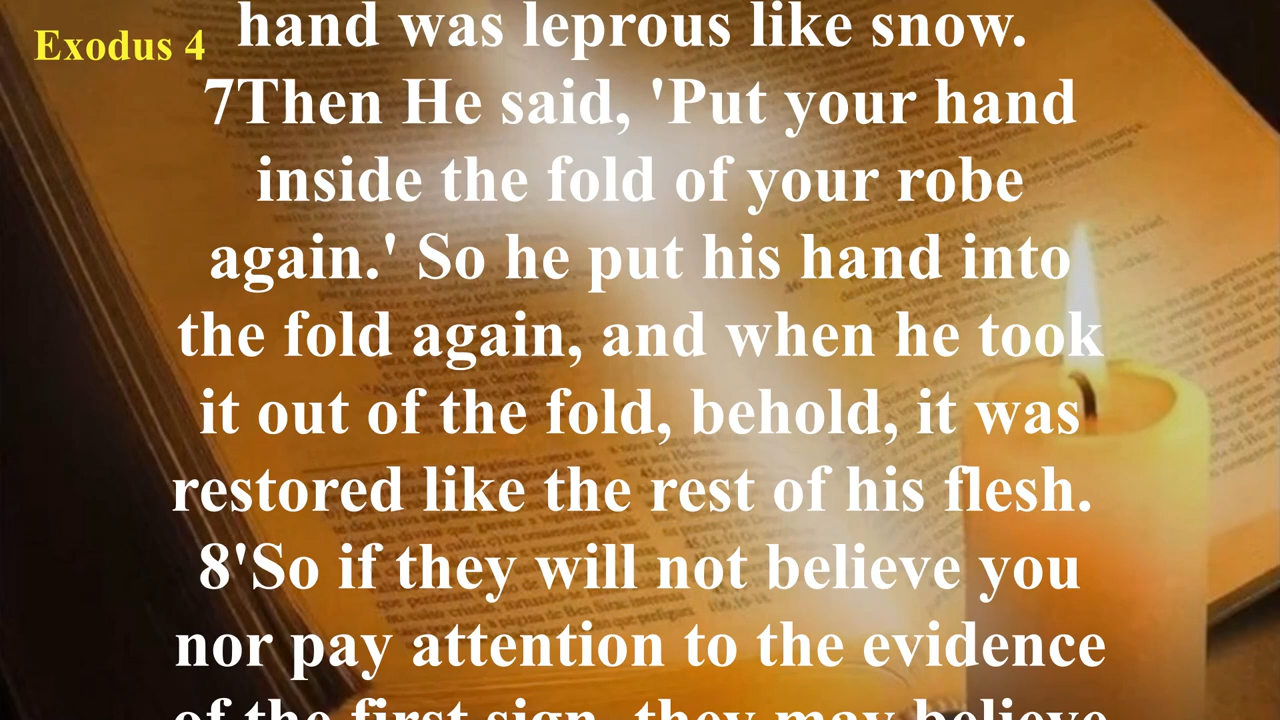 Exodus 4
hand was leprous like snow.
7Then He said, 'Put your hand
inside the fold of your robe
again.' So he put his hand into
the fold again, and when he took
it out of the fold, behold, it was
restored like the rest of his flesh.
8'So if they will not believe you
nor pay attention to the evidence
of the first sign, they may believe